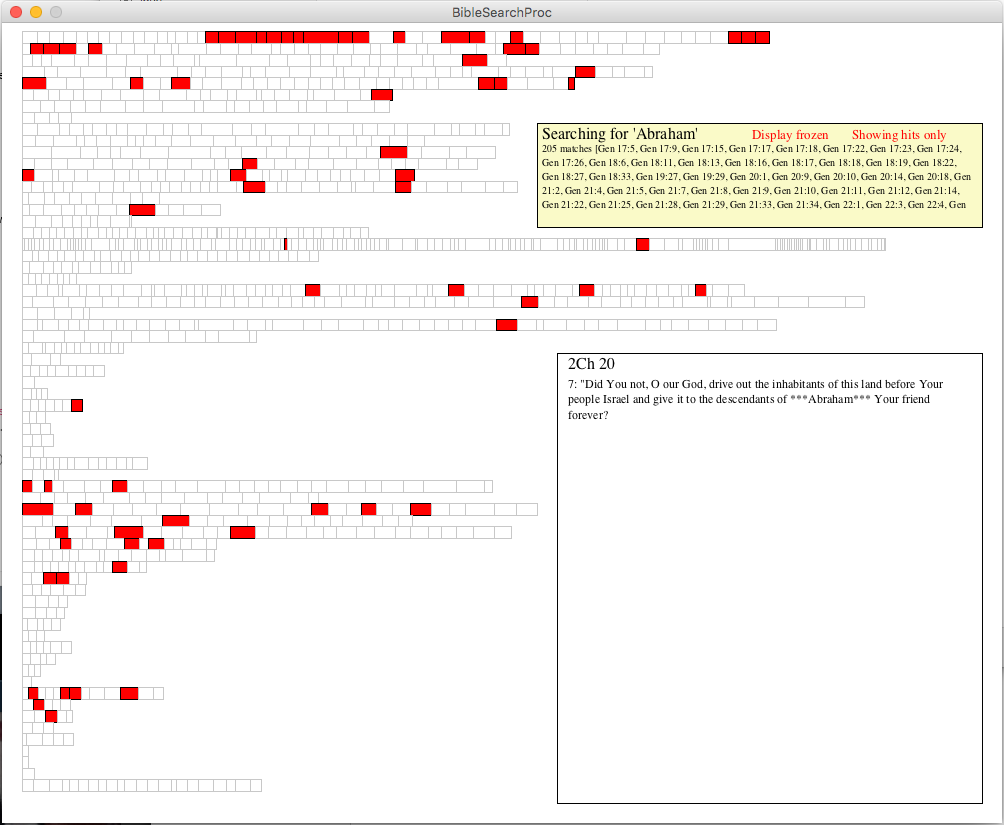 BibleSearchProc
Searching for 'Abraham' Display frozen Showing hits only
205 matches [Gen 17:5, Gen 17:9, Gen 17:15, Gen 17:17, Gen 17:18, Gen 17:22, Gen 17:23, Gen 17:24,
Gen 17:26, Gen 18:6, Gen 18:11, Gen 18:13, Gen 18:16, Gen 18:17, Gen 18:18, Gen 18:19, Gen 18:22,
Gen 18:27, Gen 18:33, Gen 19:27, Gen 19:29, Gen 20:1, Gen 20:9, Gen 20:10, Gen 20:14, Gen 20:18, Gen
21:2, Gen 21:4, Gen 21:5, Gen 21:7, Gen 21:8, Gen 21:9, Gen 21:10, Gen 21:11, Gen 21:12, Gen 21:14,
Gen 21:22, Gen 21:25, Gen 21:28, Gen 21:29, Gen 21:33, Gen 21:34, Gen 22:1, Gen 22:3, Gen 22:4, Gen
2Ch 20
7: "Did You not, O our God, drive out the inhabitants of this land before Your
people Israel and give it to the descendants of ***Abraham*** Your friend
forever?